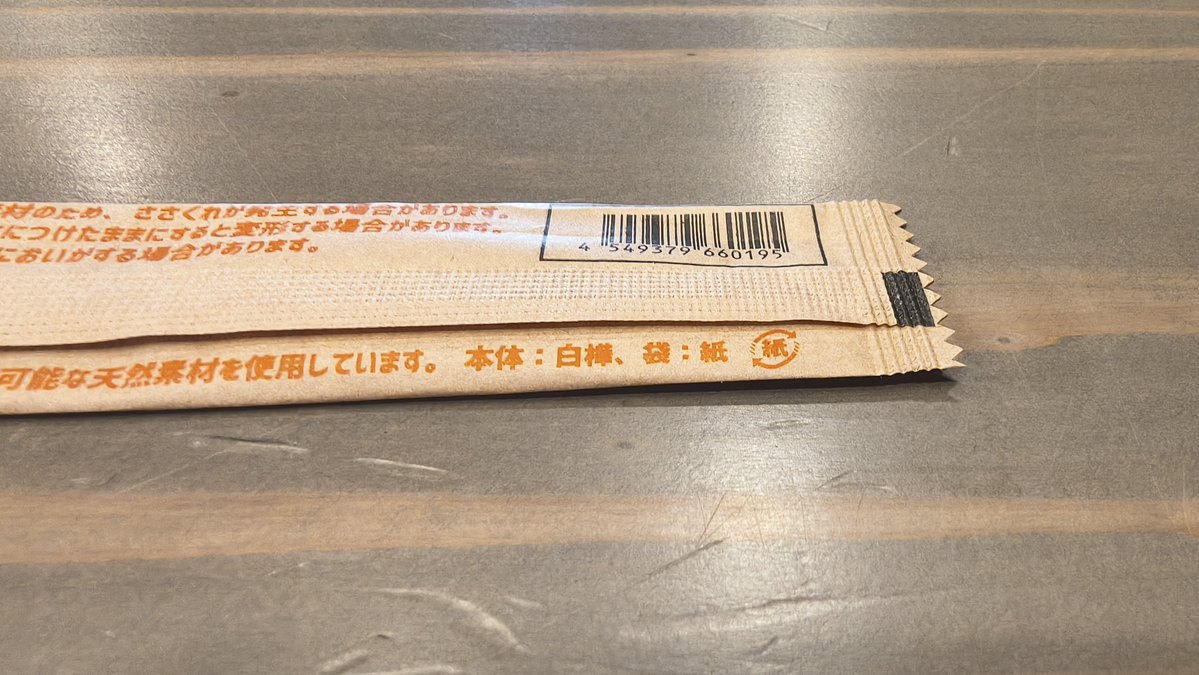 材のため、ささくれが発生する場合があります。
につけたままにすると変形する場合があります。
においがする場合があります。
4 549379 660195
可能な天然素材を使用しています。 本体：白樺、袋：紙 紙